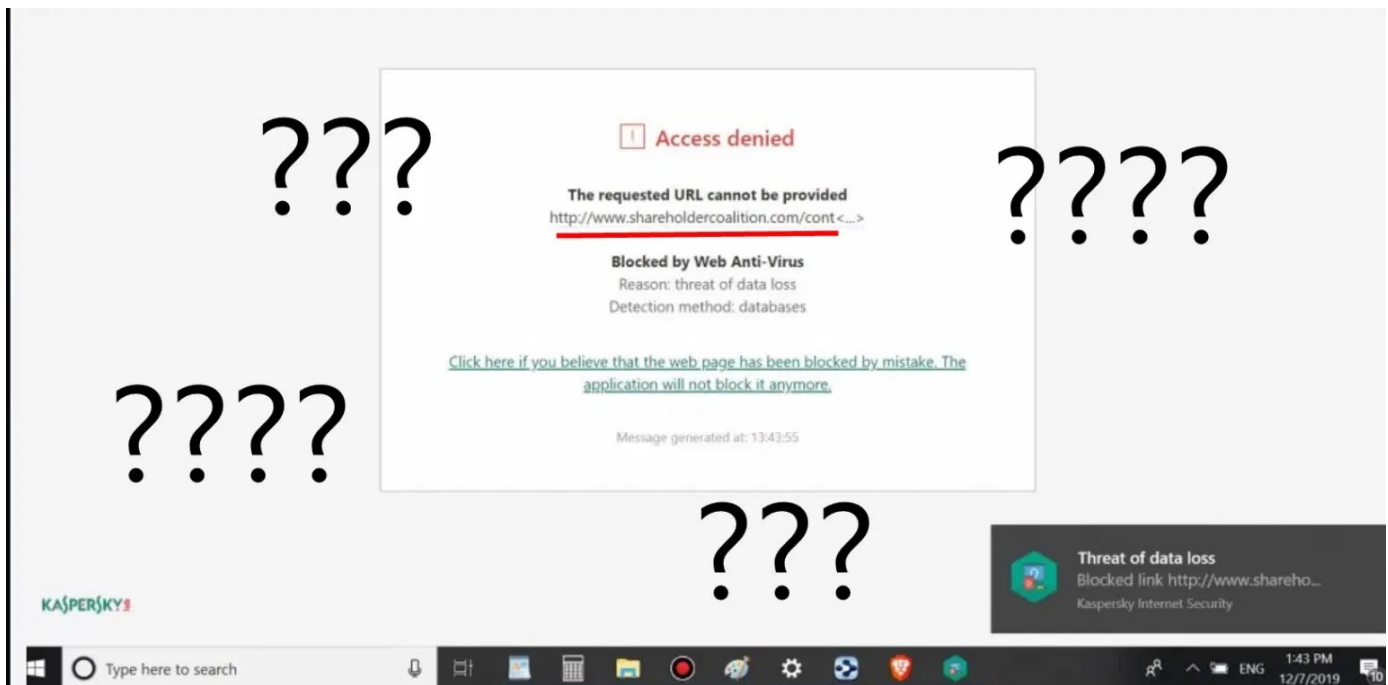 ???
????
Access denied
The requested URL cannot be provided
http://www.shareholdercoalition.com/cont<...>
Blocked by Web Anti-Virus
Reason: threat of data loss
Detection method: databases
Click here if you believe that the web page has been blocked by mistake. The
application will not block it anymore.
????
Message generated at: 13:43:55
???
Threat of data loss
Blocked link http://www.shareho...
Kaspersky Internet Security
KASPERSKY
Type here to search
ENG
1:43 PM
12/7/2019
10